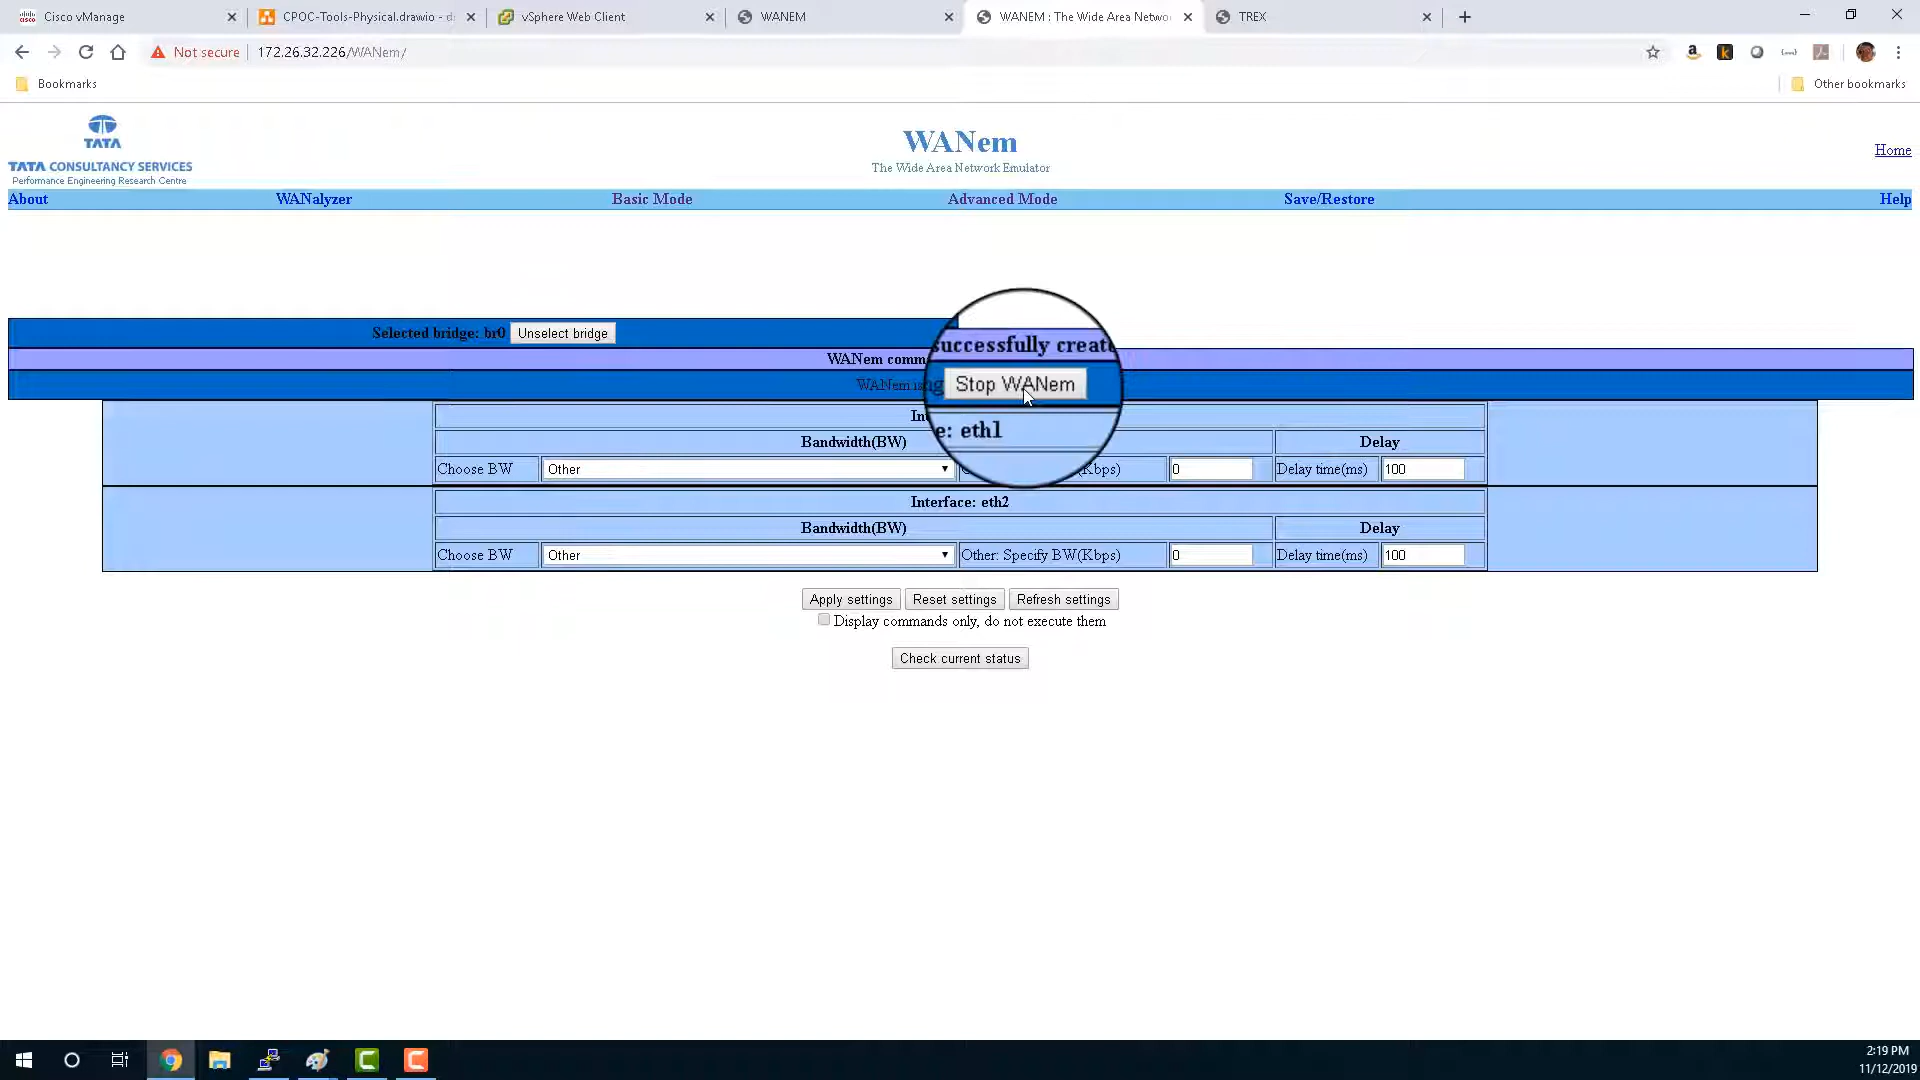 Cisco vManage
CPOC-Tools-Physical.drawio - d
vSphere Web Client
WANEM
WANEM : The Wide Area Netwo
TREX
Not secure
172.26.32.226/WANem/
Bookmarks
Other bookmarks
TATA
TATA CONSULTANCY SERVICES
Performance Engineering Research Centre
WANem
The Wide Area Network Emulator
Home
About
WANalyzer
Basic Mode
Advanced Mode
Save/Restore
Help
Selected bridge: br0
Unselect bridge
WANem comm
successfully create
WANem is
Stop WANem
e: eth1
Bandwidth(BW)
Delay
Choose BW
Other
Kbps)
0
Delay time(ms)
100
Interface: eth2
Bandwidth(BW)
Delay
Choose BW
Other
Other: Specify BW(Kbps)
0
Delay time(ms)
100
Apply settings
Reset settings
Refresh settings
Display commands only, do not execute them
Check current status
2:19 PM
11/12/2019